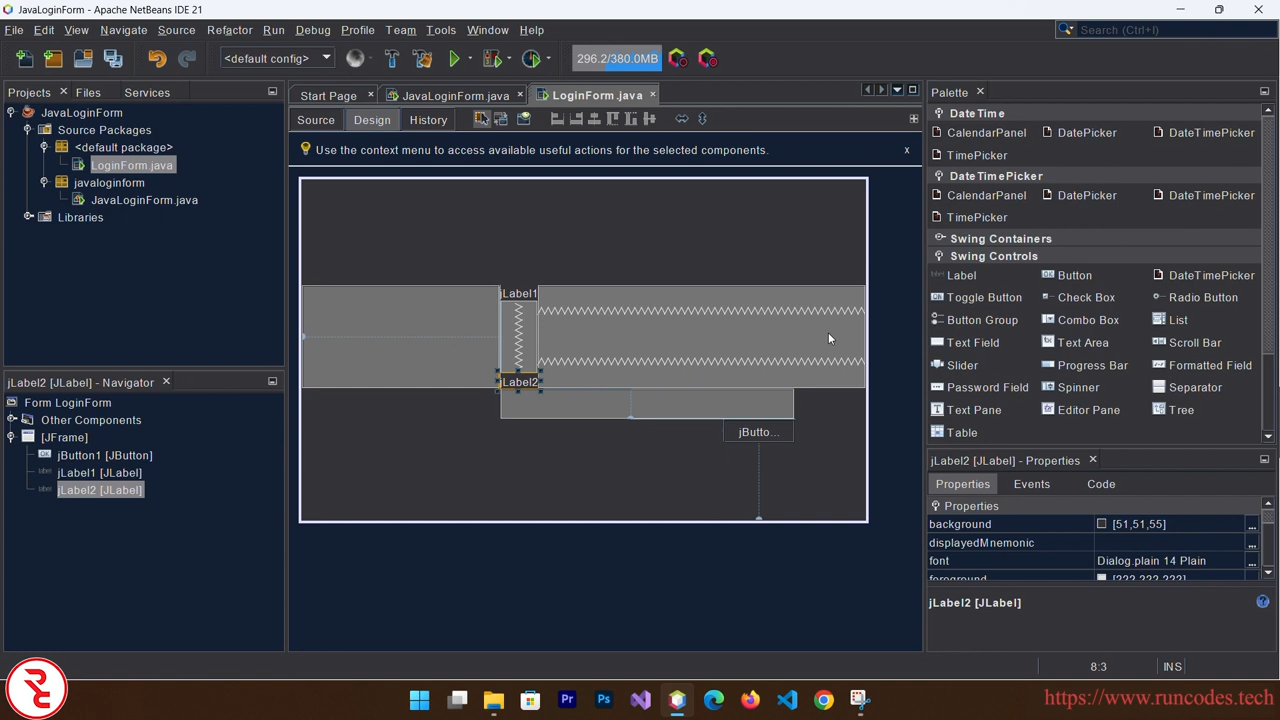 JavaLoginForm - Apache NetBeans IDE 21
File Edit View Navigate Source Refactor Run Debug Profile Team Tools Window Help
Search (Ctrl+I)
<default config>
296.2/380.0MB
Projects Files Services
Start Page JavaLoginForm.java LoginForm.java
Palette
JavaLoginForm
Source Packages
<default package>
LoginForm.java
javaloginform
JavaLoginForm.java
Libraries
Source Design History
Use the context menu to access available useful actions for the selected components.
x
jLabel1
jLabel2
jButto...
DateTime
CalendarPanel DatePicker DateTimePicker
TimePicker
DateTimePicker
CalendarPanel DatePicker DateTimePicker
TimePicker
Swing Containers
Swing Controls
Label Button DateTimePicker
Toggle Button Check Box Radio Button
Button Group Combo Box List
Text Field Text Area Scroll Bar
Slider Progress Bar Formatted Field
Password Field Spinner Separator
Text Pane Editor Pane Tree
Table
jLabel2 [JLabel] - Navigator
Form LoginForm
Other Components
[JFrame]
jButton1 [JButton]
jLabel1 [JLabel]
jLabel2 [JLabel]
jLabel2 [JLabel] - Properties
Properties Events Code
Properties
background [51,51,55] ...
displayedMnemonic ...
font Dialog.plain 14 Plain ...
foreground [222,222,222] ...
jLabel2 [JLabel]
8:3 INS
https://www.runcodes.tech